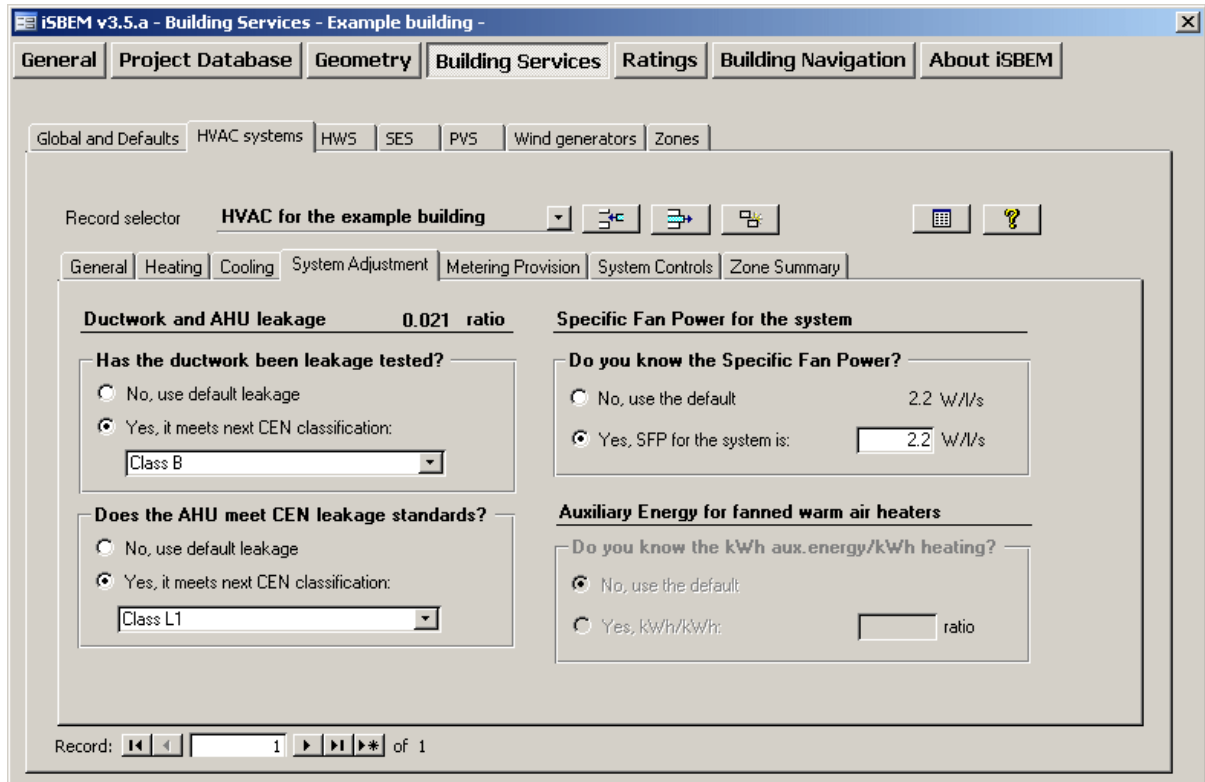 iSBEM v3.5.a - Building Services - Example building -
General Project Database Geometry Building Services Ratings Building Navigation About iSBEM
Global and Defaults HVAC systems HWS SES PVS Wind generators Zones
Record selector HVAC for the example building
General Heating Cooling System Adjustment Metering Provision System Controls Zone Summary
Ductwork and AHU leakage 0.021 ratio
Has the ductwork been leakage tested?
No, use default leakage
Yes, it meets next CEN classification:
Class B
Does the AHU meet CEN leakage standards?
No, use default leakage
Yes, it meets next CEN classification:
Class L1
Specific Fan Power for the system
Do you know the Specific Fan Power?
No, use the default 2.2 W/l/s
Yes, SFP for the system is: 2.2 W/l/s
Auxiliary Energy for fanned warm air heaters
Do you know the kWh aux.energy/kWh heating?
No, use the default
Yes, kWh/kWh: ratio
Record: 1 of 1